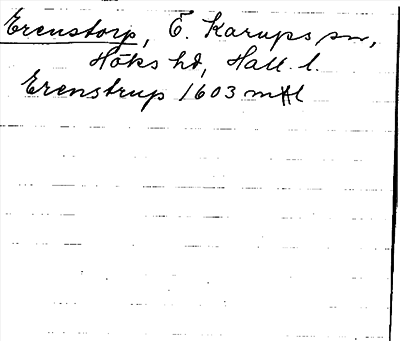 Erenstorp, Ö. Karups sn,
Höks hd, Hall. l.
Erenstrup 1603 mtl